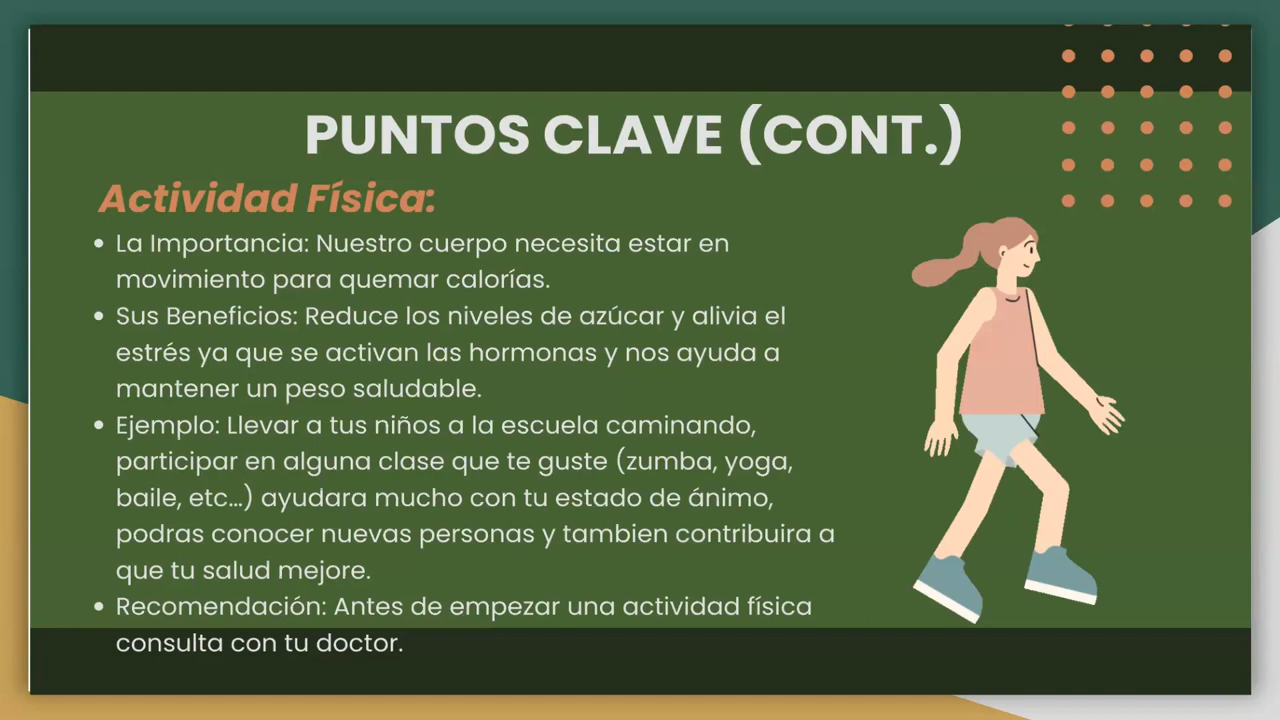 PUNTOS CLAVE (CONT.)
Actividad Física:
• La Importancia: Nuestro cuerpo necesita estar en
movimiento para quemar calorías.
• Sus Beneficios: Reduce los niveles de azúcar y alivia el
estrés ya que se activan las hormonas y nos ayuda a
mantener un peso saludable.
• Ejemplo: Llevar a tus niños a la escuela caminando,
participar en alguna clase que te guste (zumba, yoga,
baile, etc...) ayudara mucho con tu estado de ánimo,
podras conocer nuevas personas y tambien contribuira a
que tu salud mejore.
• Recomendación: Antes de empezar una actividad física
consulta con tu doctor.